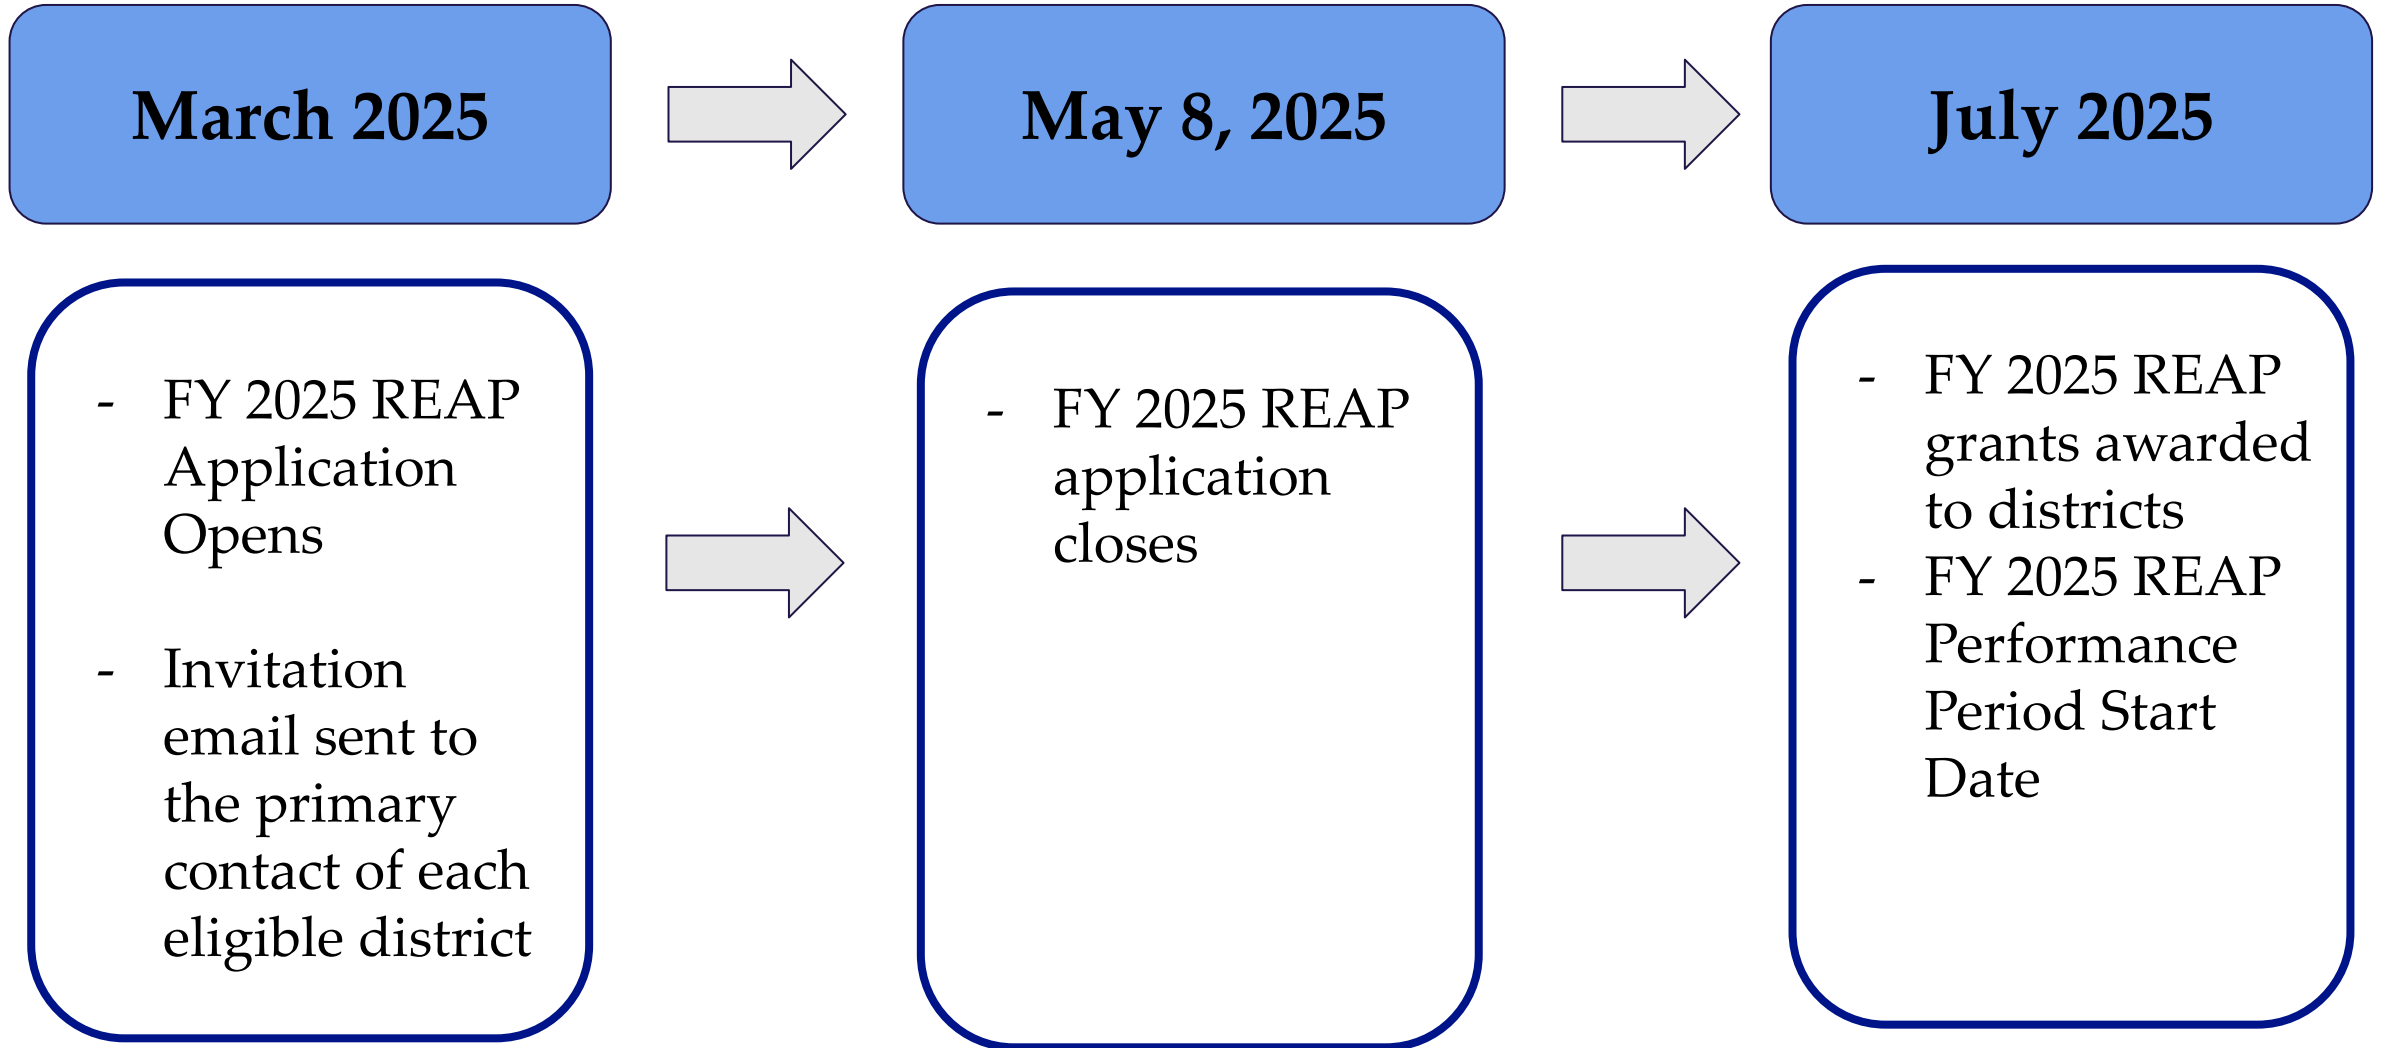 March 2025
May 8, 2025
July 2025
- FY 2025 REAP
Application
Opens
- Invitation
email sent to
the primary
contact of each
eligible district
- FY 2025 REAP
application
closes
- FY 2025 REAP
grants awarded
to districts
- FY 2025 REAP
Performance
Period Start
Date